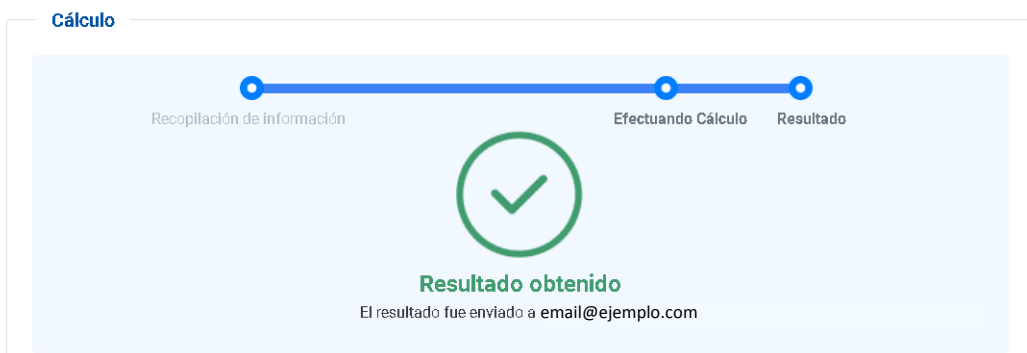 Cálculo
Recopilación de información
Efectuando Cálculo
Resultado
Resultado obtenido
El resultado fue enviado a email@ejemplo.com